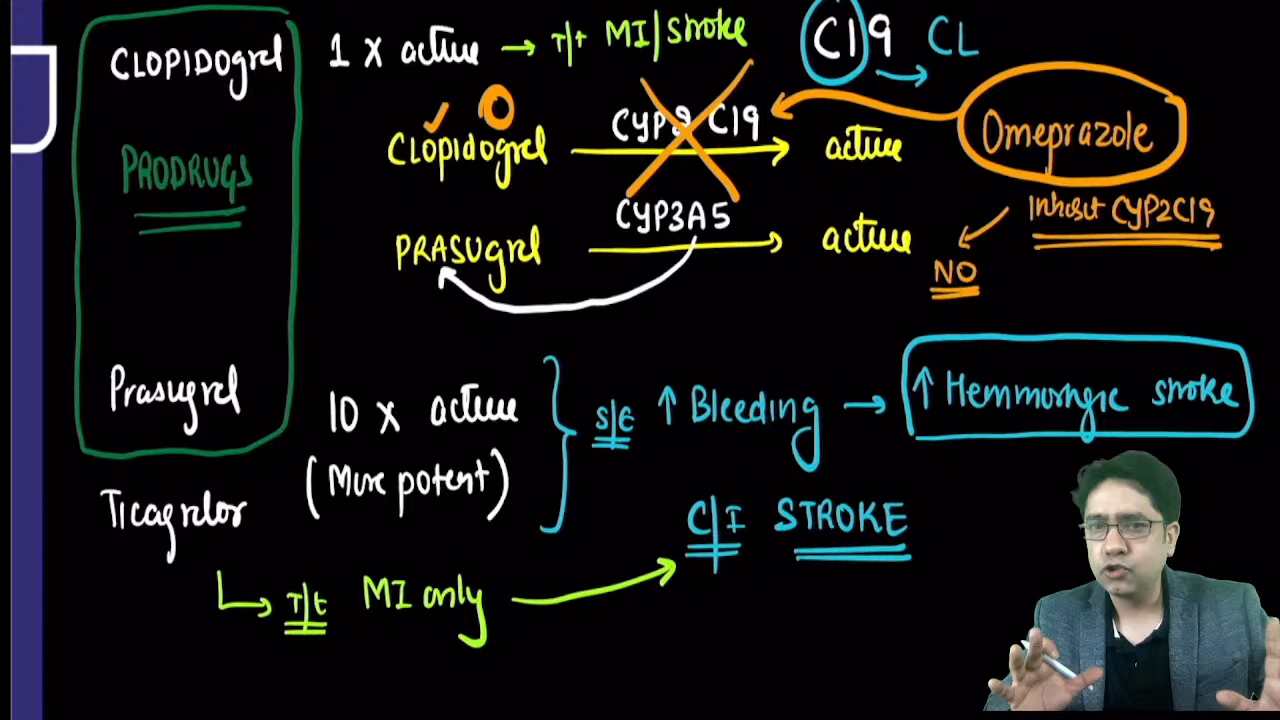 CLOPIDOgrel 1 x active → T/t MI/stroke C19 → CL
CLOPIDOgrel CYP2C19 active Omeprazole
PRODRUGS
Inhibit CYP2C19
CYP3A5
PRASUgrel active
NO
Prasugrel 10 x active S/E ↑ Bleeding → ↑ Hemmorhgic stroke
(More potent)
Ticagrelor C/I STROKE
T/t MI only